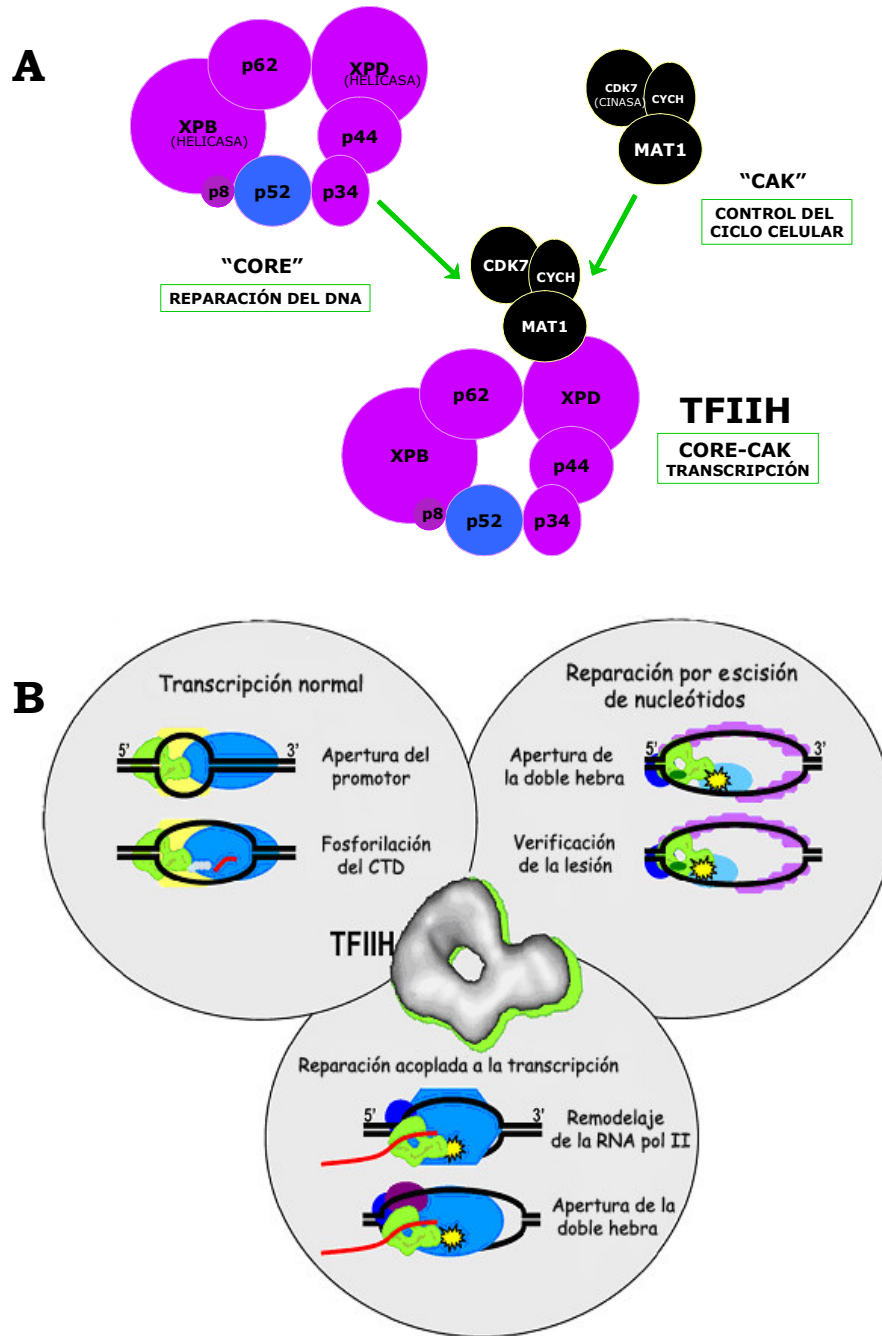 A
p62
XPD
(HELICASA)
XPB
(HELICASA)
p44
p8
p52
p34
CDK7
(CINASA)
CYCH
MAT1
“CAK”
CONTROL DEL
CICLO CELULAR
“CORE”
REPARACIÓN DEL DNA
CDK7
CYCH
MAT1
p62
XPD
XPB
p44
p8
p52
p34
TFIIH
CORE-CAK
TRANSCRIPCIÓN
B
Transcripción normal
5’
3’
Apertura del
promotor
Fosforilación
del CTD
Reparación por escisión
de nucleótidos
Apertura de
la doble hebra
5’
3’
Verificación
de la lesión
TFIIH
Reparación acoplada a la transcripción
5’
3’
Remodelaje
de la RNA pol II
Apertura de la
doble hebra